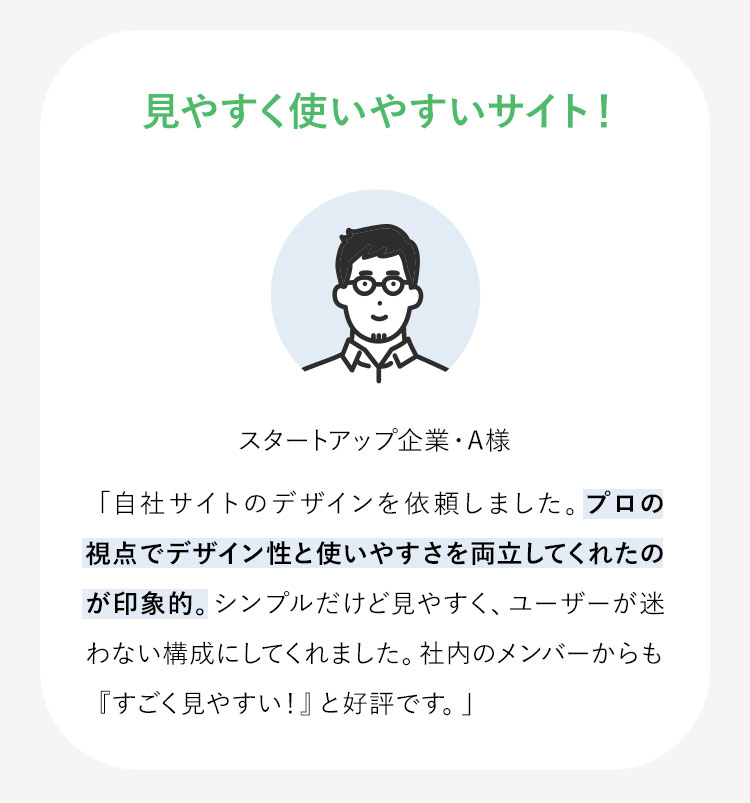 見やすく使いやすいサイト！
スタートアップ企業・A様
「自社サイトのデザインを依頼しました。プロの
視点でデザイン性と使いやすさを両立してくれたの
が印象的。シンプルだけど見やすく、ユーザーが迷
わない構成にしてくれました。社内のメンバーからも
『すごく見やすい！』と好評です。」